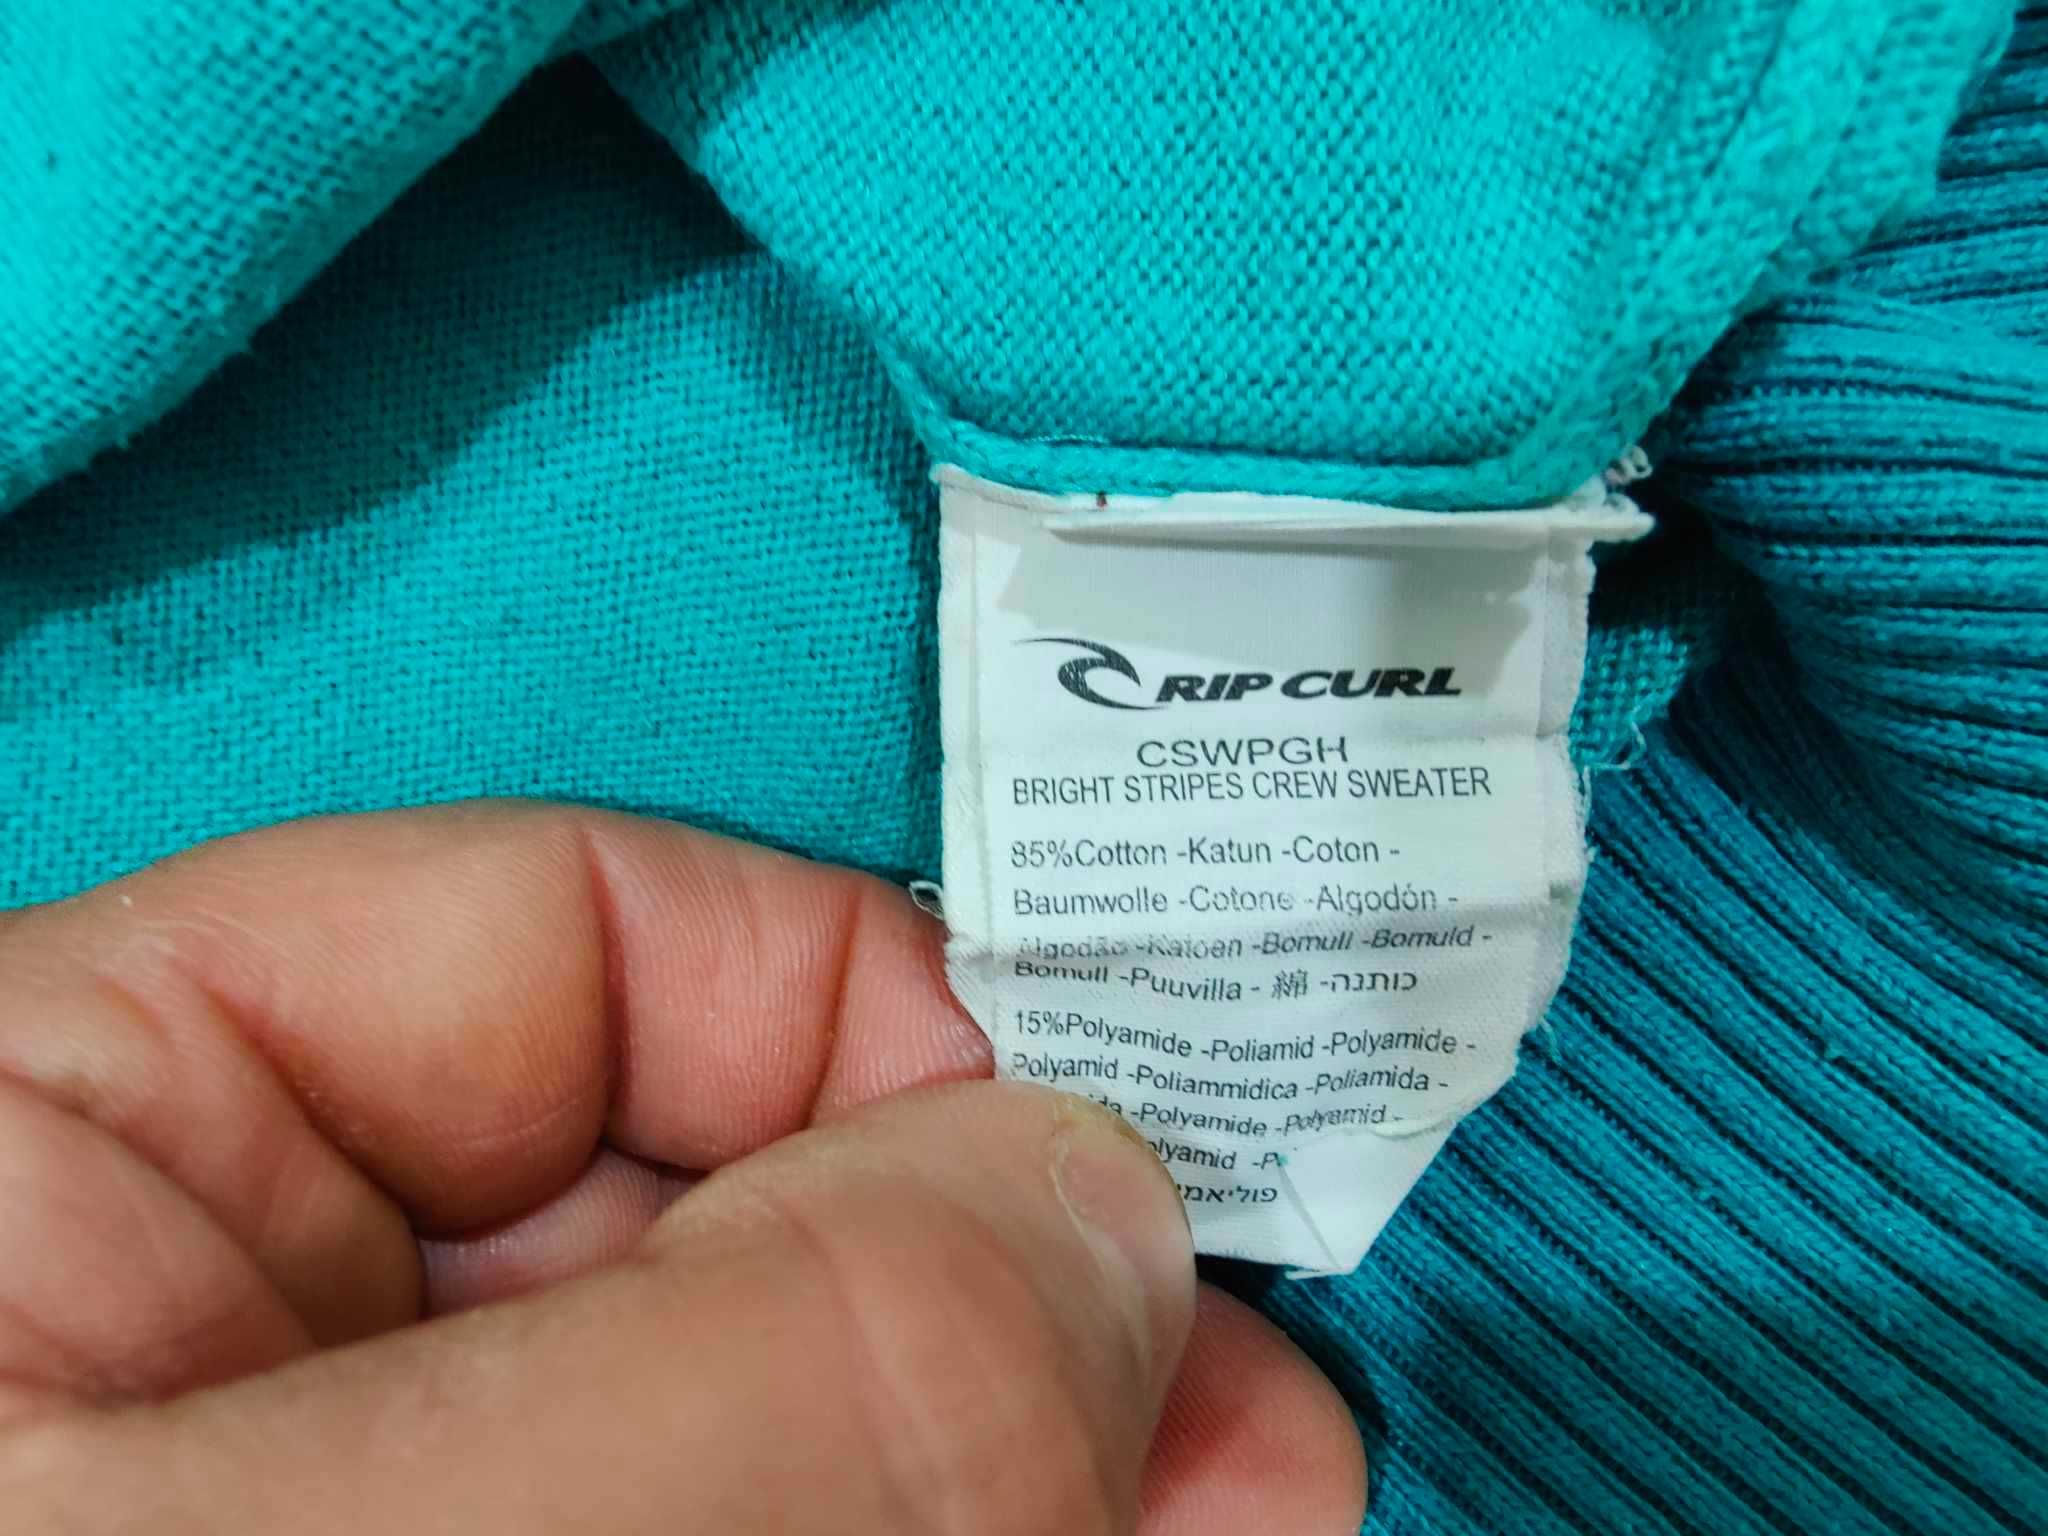 RIP CURL
CSWPGH
BRIGHT STRIPES CREW SWEATER
85%Cotton -Katun -Coton -
Baumwolle -Cotone -Algodón -
Algodão -Katoen -Bomull -Bomuld -
Bomull -Puuvilla - 綿 -כותנה
15%Polyamide -Poliamid -Polyamide -
Polyamid -Poliammidica -Poliamida -
-Polyamide -Polyamid -